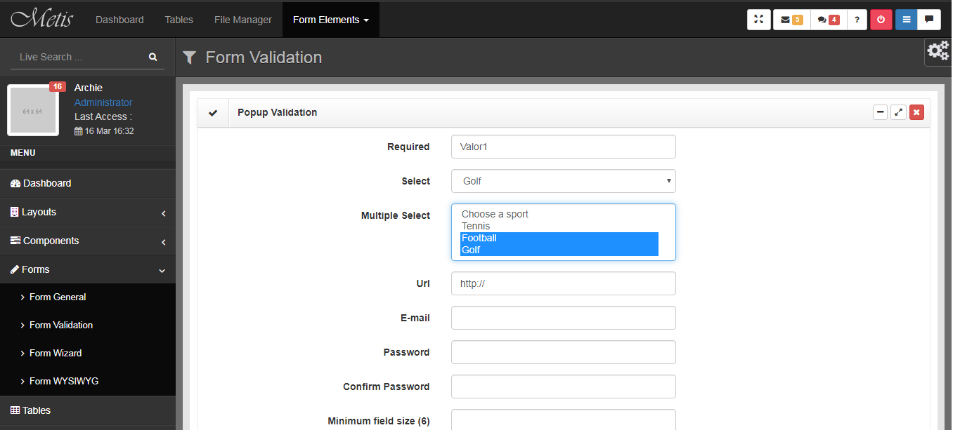 Metis Dashboard Tables File Manager Form Elements 5 4 ?
Live Search ... Form Validation
16 Archie
Administrator
Last Access :
16 Mar 16:32
MENU
Dashboard
Layouts
Components
Forms
Form General
Form Validation
Form Wizard
Form WYSIWYG
Tables
Popup Validation
Required Valor1
Select Golf
Multiple Select Choose a sport
Tennis
Football
Golf
Url http://
E-mail
Password
Confirm Password
Minimum field size (6)